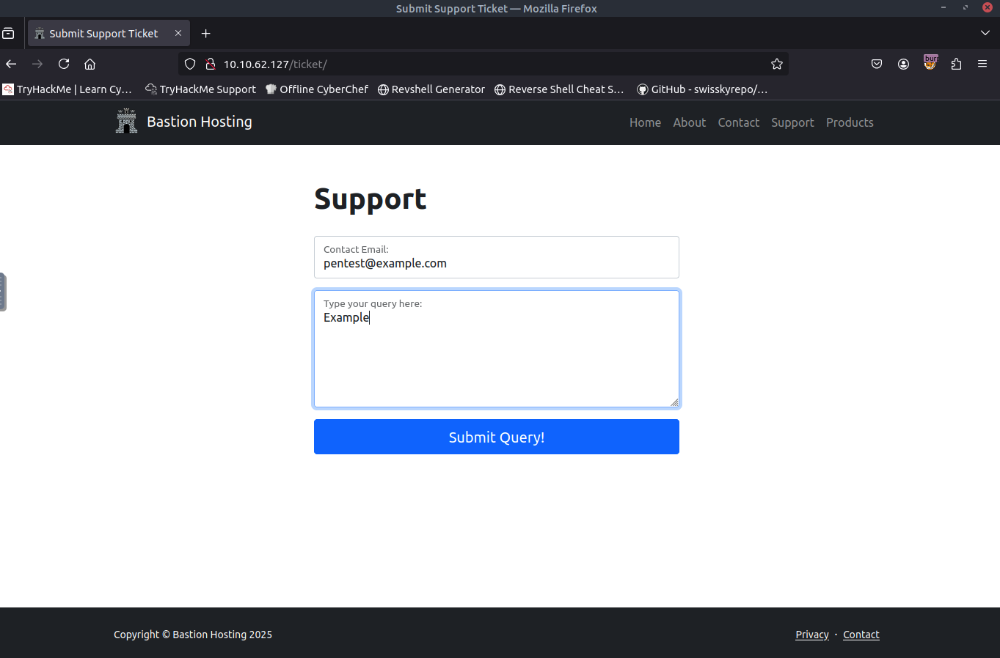 Submit Support Ticket — Mozilla Firefox
Submit Support Ticket
10.10.62.127/ticket/
burp
TryHackMe | Learn Cy… TryHackMe Support Offline CyberChef Revshell Generator Reverse Shell Cheat S… GitHub - swisskyrepo/…
Bastion Hosting
Home About Contact Support Products
Support
Contact Email:
pentest@example.com
Type your query here:
Example
Submit Query!
Copyright © Bastion Hosting 2025
Privacy · Contact